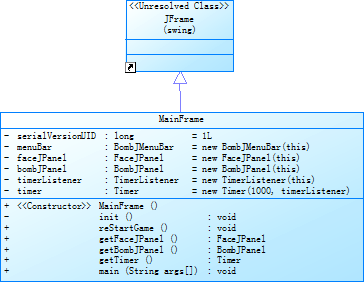 <<Unresolved Class>>
JFrame
(swing)
MainFrame
- serialVersionUID : long = 1L
- menuBar : BombJMenuBar = new BombJMenuBar(this)
- faceJPanel : FaceJPanel = new FaceJPanel(this)
- bombJPanel : BombJPanel = new BombJPanel(this)
- timerListener : TimerListener = new TimerListener(this)
- timer : Timer = new Timer(1000, timerListener)
+ <<Constructor>> MainFrame ()
- init () : void
+ reStartGame () : void
+ getFaceJPanel () : FaceJPanel
+ getBombJPanel () : BombJPanel
+ getTimer () : Timer
+ main (String args[]) : void